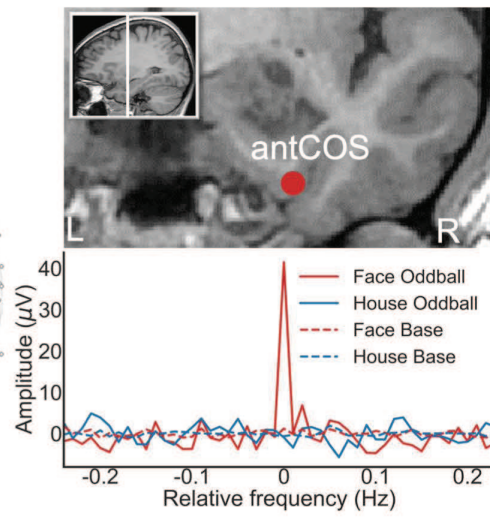 antCOS
L
R
Amplitude (µV)
40
30
20
10
0
Face Oddball
House Oddball
Face Base
House Base
-0.2
-0.1
0
0.1
0.2
Relative frequency (Hz)